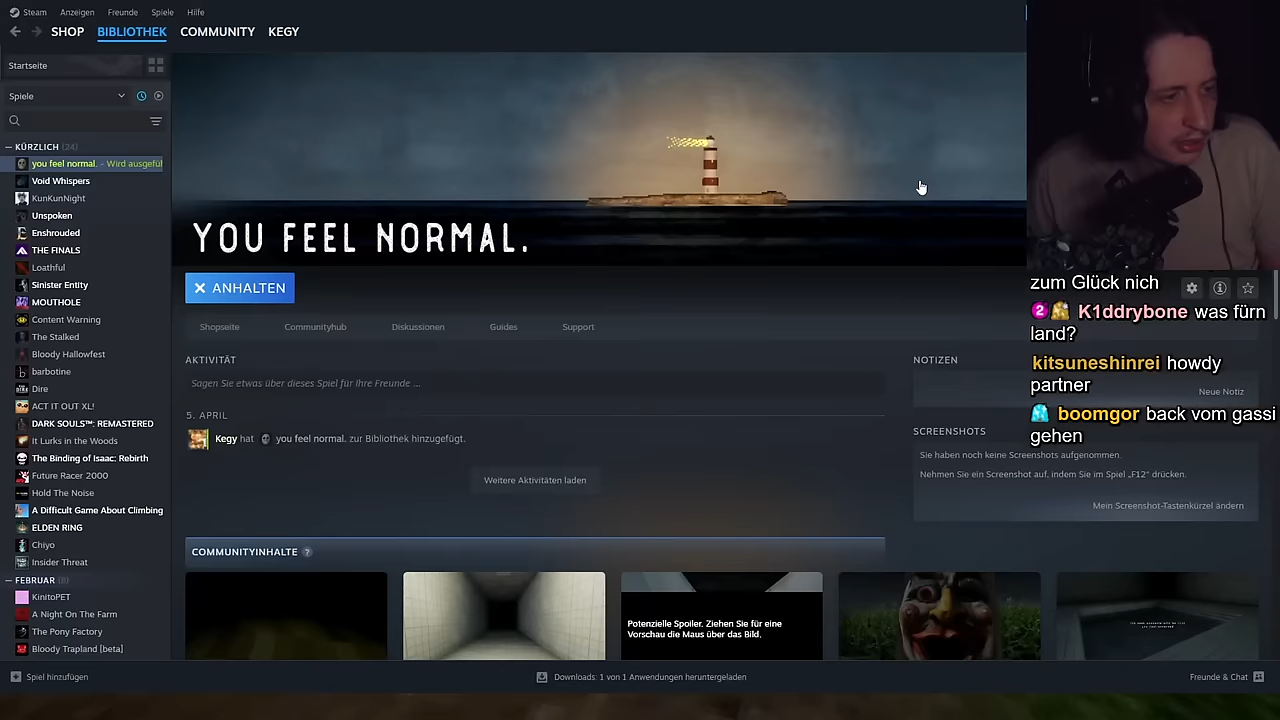 Steam Anzeigen Freunde Spiele Hilfe
SHOP BIBLIOTHEK COMMUNITY KEGY
Startseite
Spiele
KÜRZLICH (24)
you feel normal. - Wird ausgefü
Void Whispers
KunKunNight
Unspoken
Enshrouded
THE FINALS
Loathful
Sinister Entity
MOUTHOLE
Content Warning
The Stalked
Bloody Hallowfest
barbotine
Dire
ACT IT OUT XL!
DARK SOULS™: REMASTERED
It Lurks in the Woods
The Binding of Isaac: Rebirth
Future Racer 2000
Hold The Noise
A Difficult Game About Climbing
ELDEN RING
Chiyo
Insider Threat
FEBRUAR (8)
KinitoPET
A Night On The Farm
The Pony Factory
Bloody Trapland [beta]
YOU FEEL NORMAL.
ANHALTEN
Shopseite Communityhub Diskussionen Guides Support
AKTIVITÄT
Sagen Sie etwas über dieses Spiel für Ihre Freunde ...
5. APRIL
Kegy hat you feel normal. zur Bibliothek hinzugefügt.
Weitere Aktivitäten laden
COMMUNITYINHALTE ?
Potenzielle Spoiler. Ziehen Sie für eine
Vorschau die Maus über das Bild.
NOTIZEN
Neue Notiz
SCREENSHOTS
Sie haben noch keine Screenshots aufgenommen.
Nehmen Sie ein Screenshot auf, indem Sie im Spiel „F12" drücken.
Mein Screenshot-Tastenkürzel ändern
zum Glück nich
2 K1ddrybone was fürn
land?
kitsuneshinrei howdy
partner
boomgor back vom gassi
gehen
Spiel hinzufügen
Downloads: 1 von 1 Anwendungen heruntergeladen
Freunde & Chat